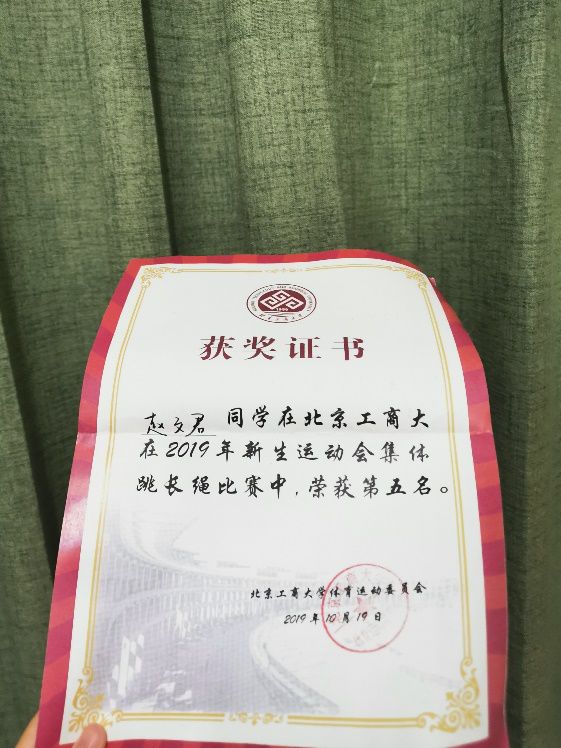 获奖证书
赵文君 同学在北京工商大
在2019年新生运动会集体
跳长绳比赛中,荣获第五名。
北京工商大学体育运动委员会
2019年10月19日